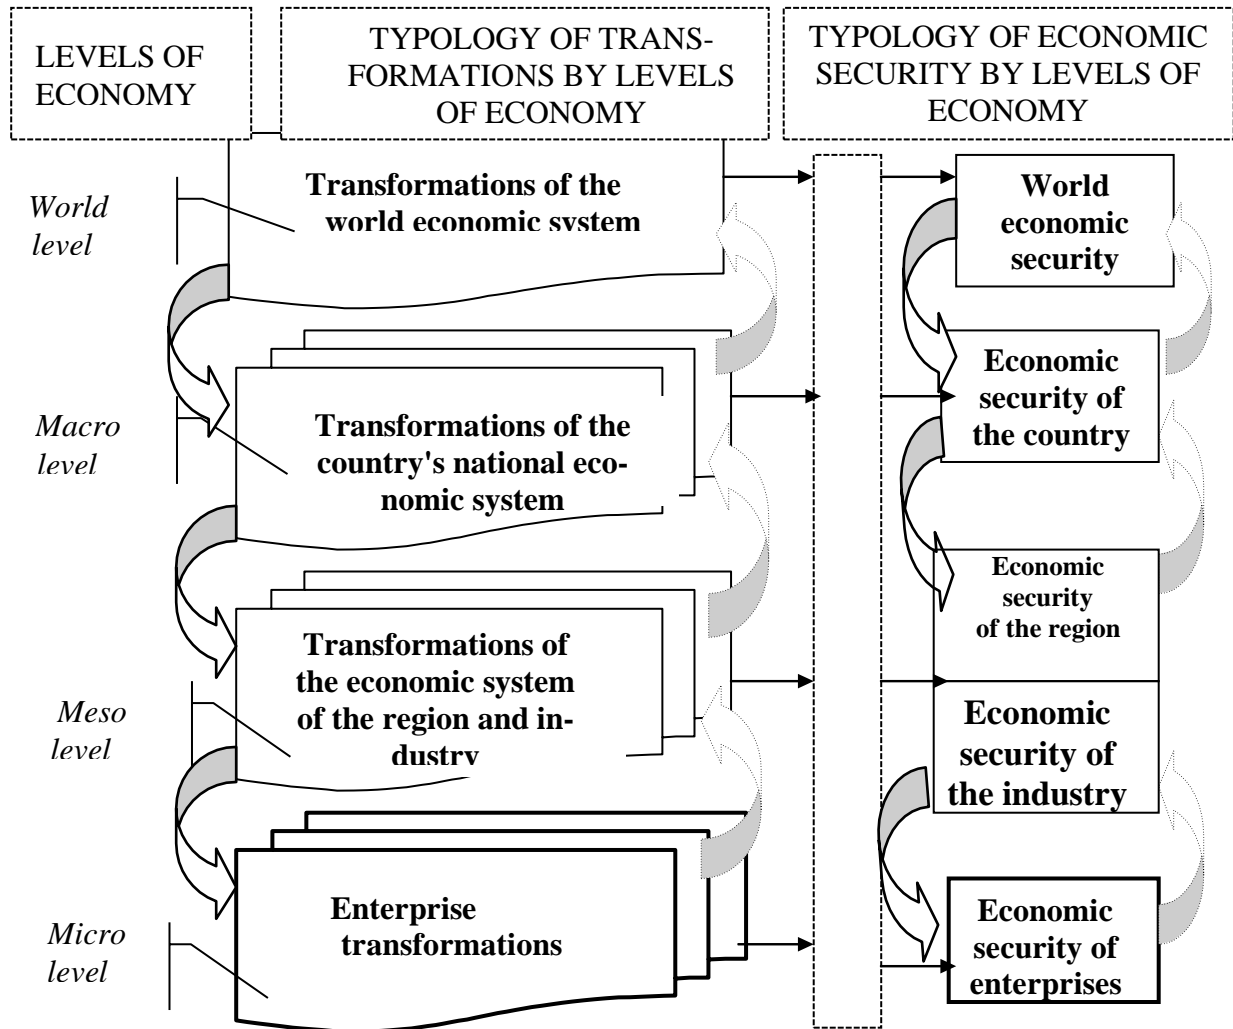 LEVELS OF
ECONOMY
TYPOLOGY OF TRANS-
FORMATIONS BY LEVELS
OF ECONOMY
TYPOLOGY OF ECONOMIC
SECURITY BY LEVELS OF
ECONOMY
World
level
Transformations of the
world economic system
World
economic
security
Macro
level
Transformations of the
country's national eco-
nomic system
Economic
security of
the country
Meso
level
Transformations of
the economic system
of the region and in-
dustry
Economic
security
of the region
Economic
security of
the industry
Micro
level
Enterprise
transformations
Economic
security of
enterprises